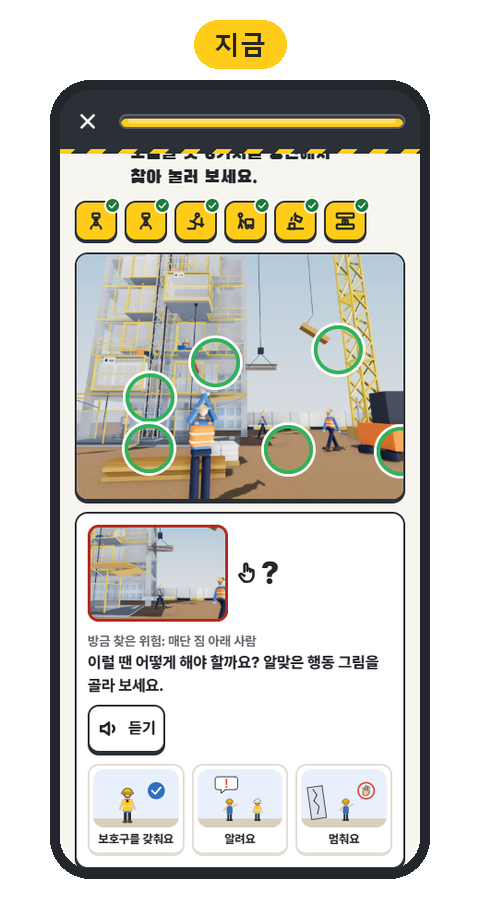 지금
찾아 눌러 보세요.
?
방금 찾은 위험: 매단 짐 아래 사람
이럴 땐 어떻게 해야 할까요? 알맞은 행동 그림을
골라 보세요.
듣기
!
보호구를 갖춰요
알려요
멈춰요